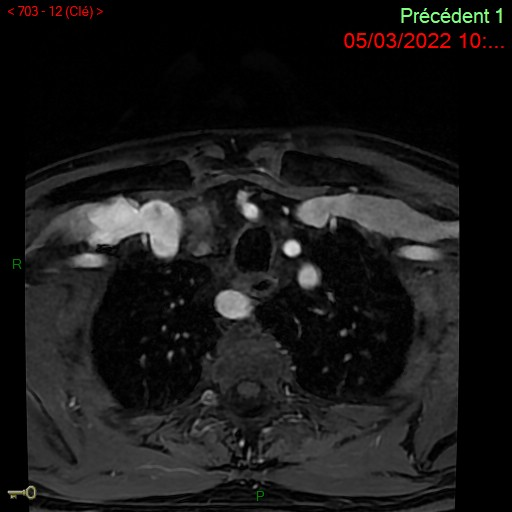 < 703 - 12 (Clé) >
Précédent 1
05/03/2022 10:...
R
P